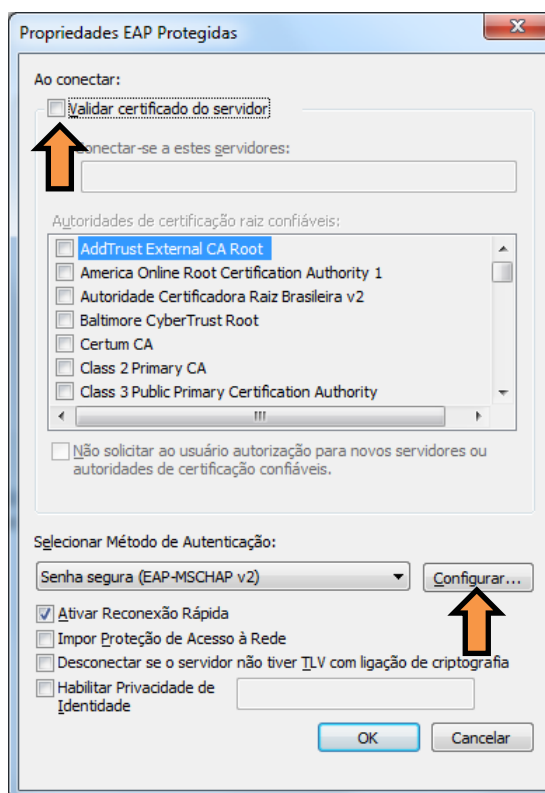 Propriedades EAP Protegidas
Ao conectar:
Validar certificado do servidor
onectar-se a estes servidores:
Autoridades de certificação raiz confiáveis:
AddTrust External CA Root
America Online Root Certification Authority 1
Autoridade Certificadora Raiz Brasileira v2
Baltimore CyberTrust Root
Certum CA
Class 2 Primary CA
Class 3 Public Primary Certification Authority
Não solicitar ao usuário autorização para novos servidores ou
autoridades de certificação confiáveis.
Selecionar Método de Autenticação:
Senha segura (EAP-MSCHAP v2)
Configurar...
Ativar Reconexão Rápida
Impor Proteção de Acesso à Rede
Desconectar se o servidor não tiver TLV com ligação de criptografia
Habilitar Privacidade de
Identidade
OK
Cancelar